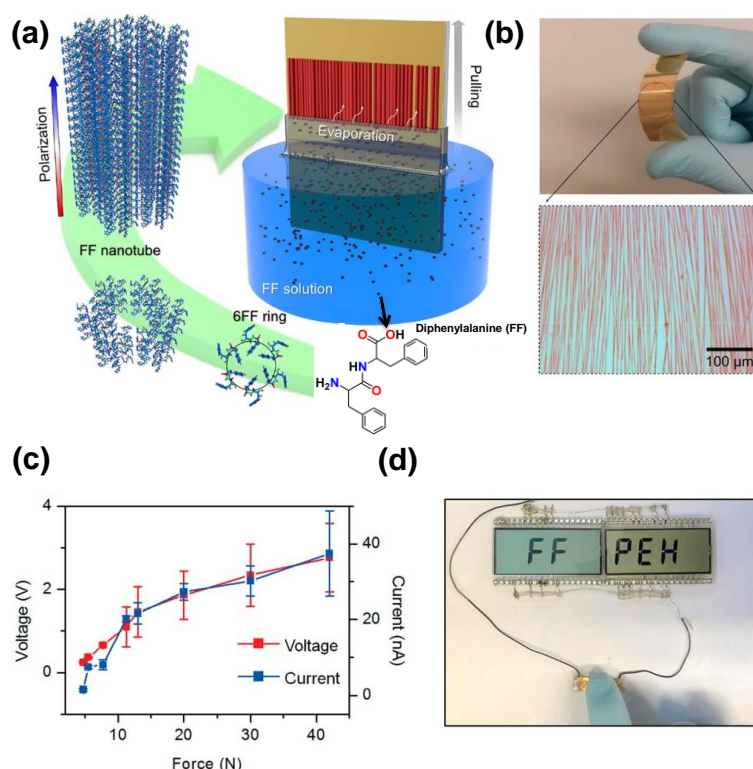 (a)
Polarization
FF nanotube
Evaporation
Pulling
FF solution
6FF ring
Diphenylalanine (FF)
O
OH
NH
H₂N
O
(b)
100 µm
(c)
4
2
0
Voltage (V)
40
20
0
Current (nA)
Voltage
Current
10
20
30
40
Force (N)
(d)
FF PEH